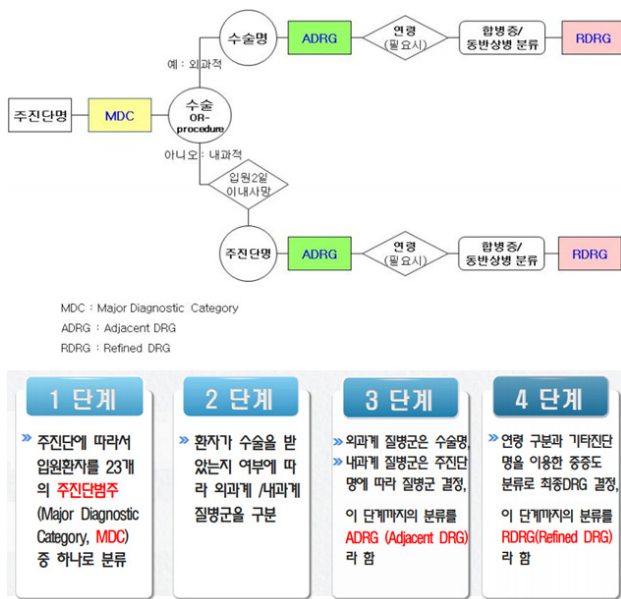 수술명
ADRG
연령
(필요시)
합병증/
동반상병 분류
RDRG
예 : 외과적
주진단명
MDC
수술
OR-
procedure
아니오 : 내과적
입원2일
이내사망
주진단명
ADRG
연령
(필요시)
합병증/
동반상병 분류
RDRG
MDC : Major Diagnostic Category
ADRG : Adjacent DRG
RDRG : Refined DRG
1 단계
» 주진단에 따라서
입원환자를 23개
의 주진단범주
(Major Diagnostic
Category, MDC)
중 하나로 분류
2 단계
» 환자가 수술을 받
았는지 여부에 따
라 외과계 /내과계
질병군을 구분
3 단계
» 외과계 질병군은 수술명,
» 내과계 질병군은 주진단
명에 따라 질병군 결정,
이 단계까지의 분류를
ADRG (Adjacent DRG)
라 함
4 단계
» 연령 구분과 기타진단
명을 이용한 중증도
분류로 최종DRG 결정,
이 단계까지의 분류를
RDRG(Refined DRG)
라 함